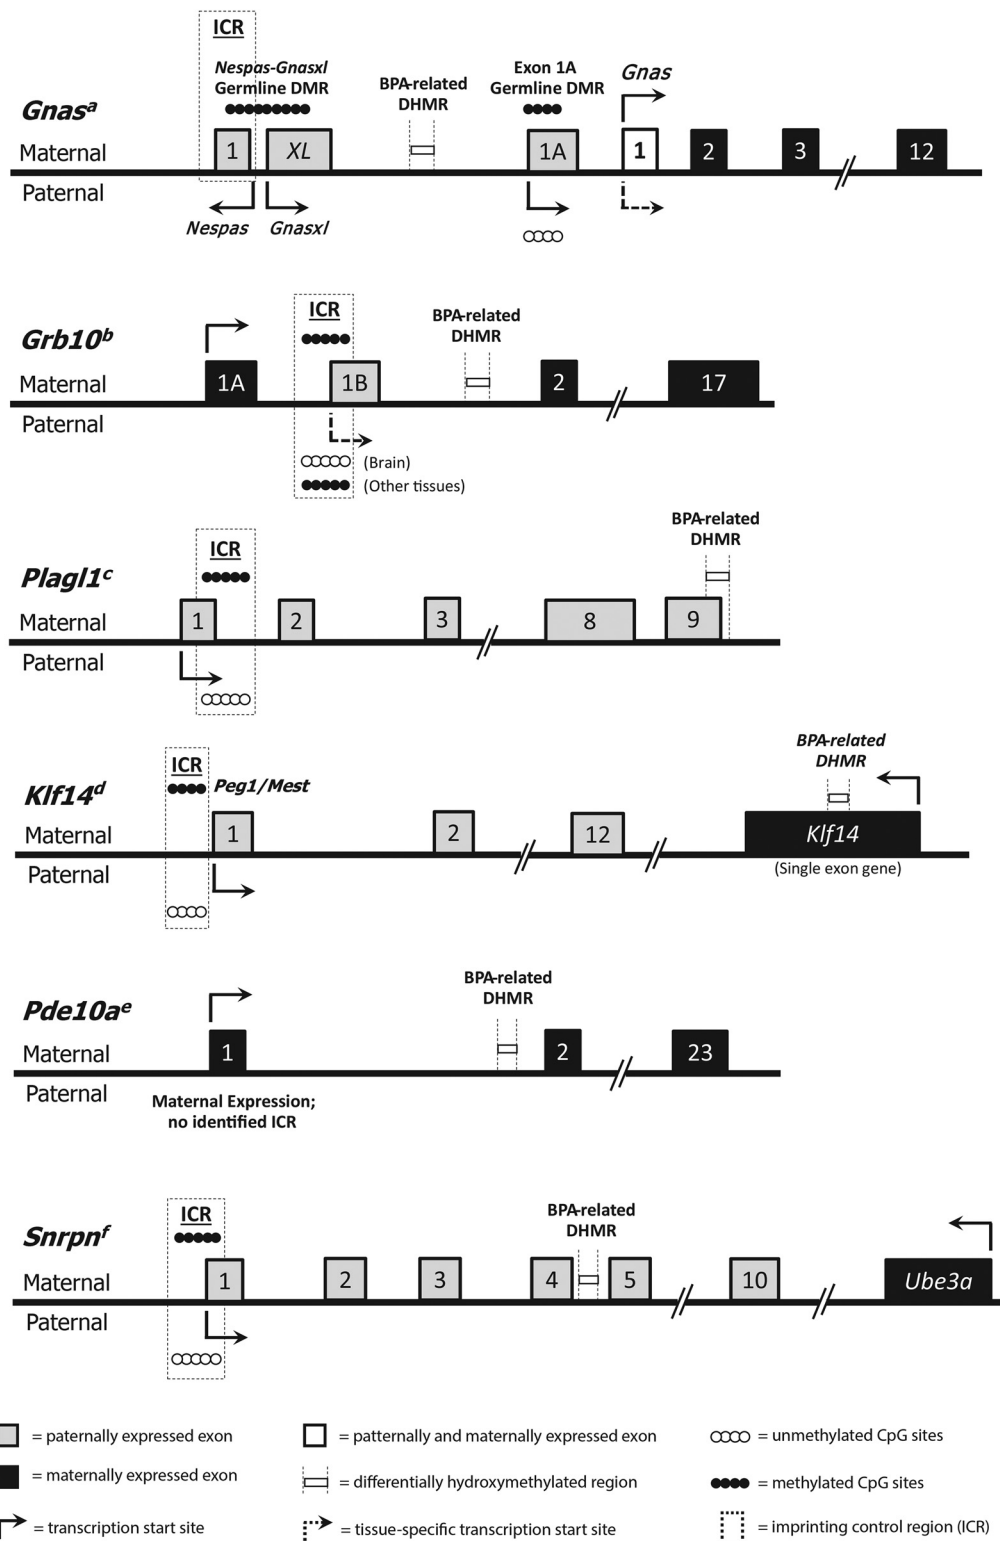 ICR
Nespas-Gnasxl
Germline DMR
BPA-related
DHMR
Exon 1A
Germline DMR
Gnas
Gnasᵃ
Maternal
1
XL
1A
1
2
3
12
Paternal
Nespas
Gnasxl
ICR
BPA-related
DHMR
Grb10ᵇ
Maternal
1A
1B
2
17
Paternal
(Brain)
(Other tissues)
BPA-related
DHMR
ICR
Plagl1ᶜ
Maternal
1
2
3
8
9
Paternal
BPA-related
DHMR
ICR
Peg1/Mest
Klf14ᵈ
Maternal
1
2
12
Klf14
Paternal
(Single exon gene)
BPA-related
DHMR
Pde10aᵉ
Maternal
1
2
23
Paternal
Maternal Expression;
no identified ICR
BPA-related
DHMR
ICR
Snrpnᶠ
Maternal
1
2
3
4
5
10
Ube3a
Paternal
= paternally expressed exon
= patternally and maternally expressed exon
= unmethylated CpG sites
= maternally expressed exon
= differentially hydroxymethylated region
= methylated CpG sites
= transcription start site
= tissue-specific transcription start site
= imprinting control region (ICR)